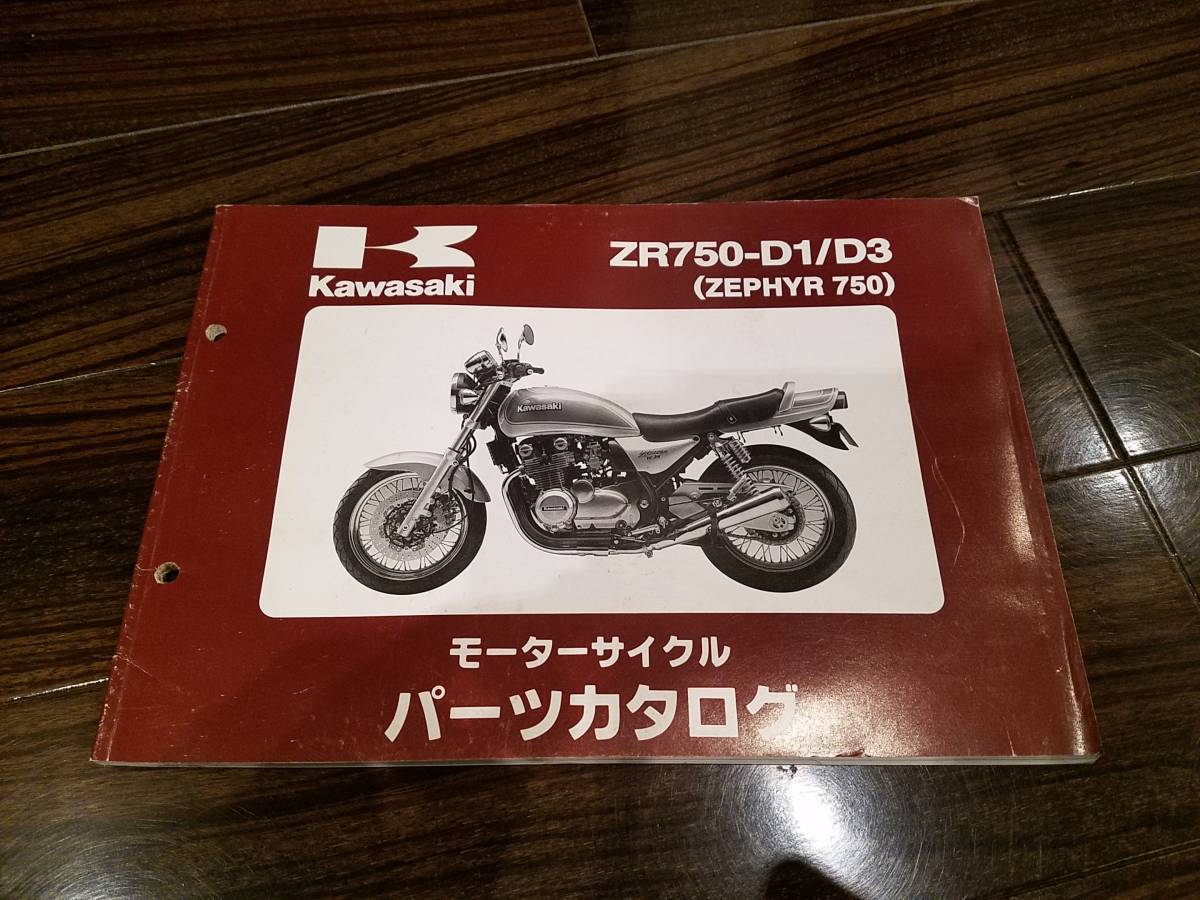 Kawasaki
ZR750-D1/D3
(ZEPHYR 750)
Kawasaki
Kawasaki
モーターサイクル
パーツカタログ